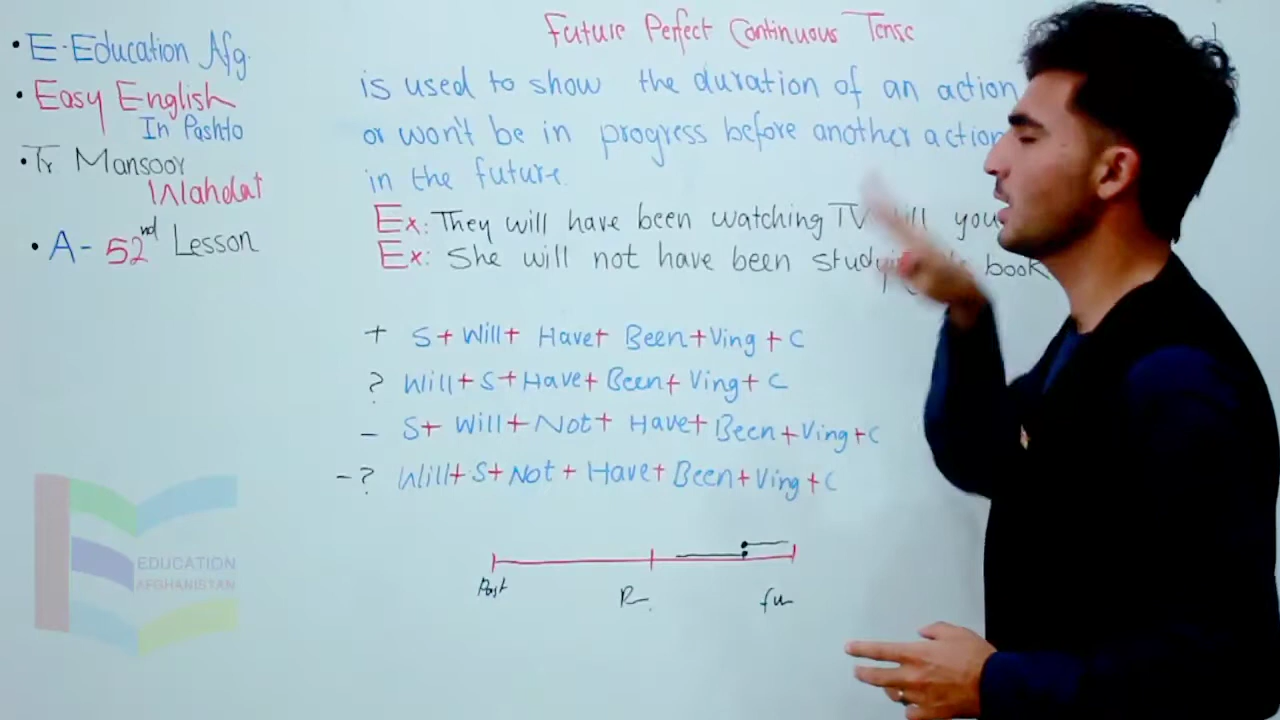 Future Perfect Continuous Tense
• E-Education Afg.
• Easy English
In Pashto
• Tr Mansoor
Wahdat
• A- 52nd Lesson
is used to show the duration of an action
or won't be in progress before another action
in the future.
Ex: They will have been watching TV till you
Ex: She will not have been studying book
+ S+ Will+ Have+ Been+Ving + C
? Will+ S+Have+ Been+ Ving+ C
- S+ Will+Not+ Have+Been+Ving+C
-? Will+ S+Not + Have+Been+Ving+C
Past
EDUCATION
AFGHANISTAN